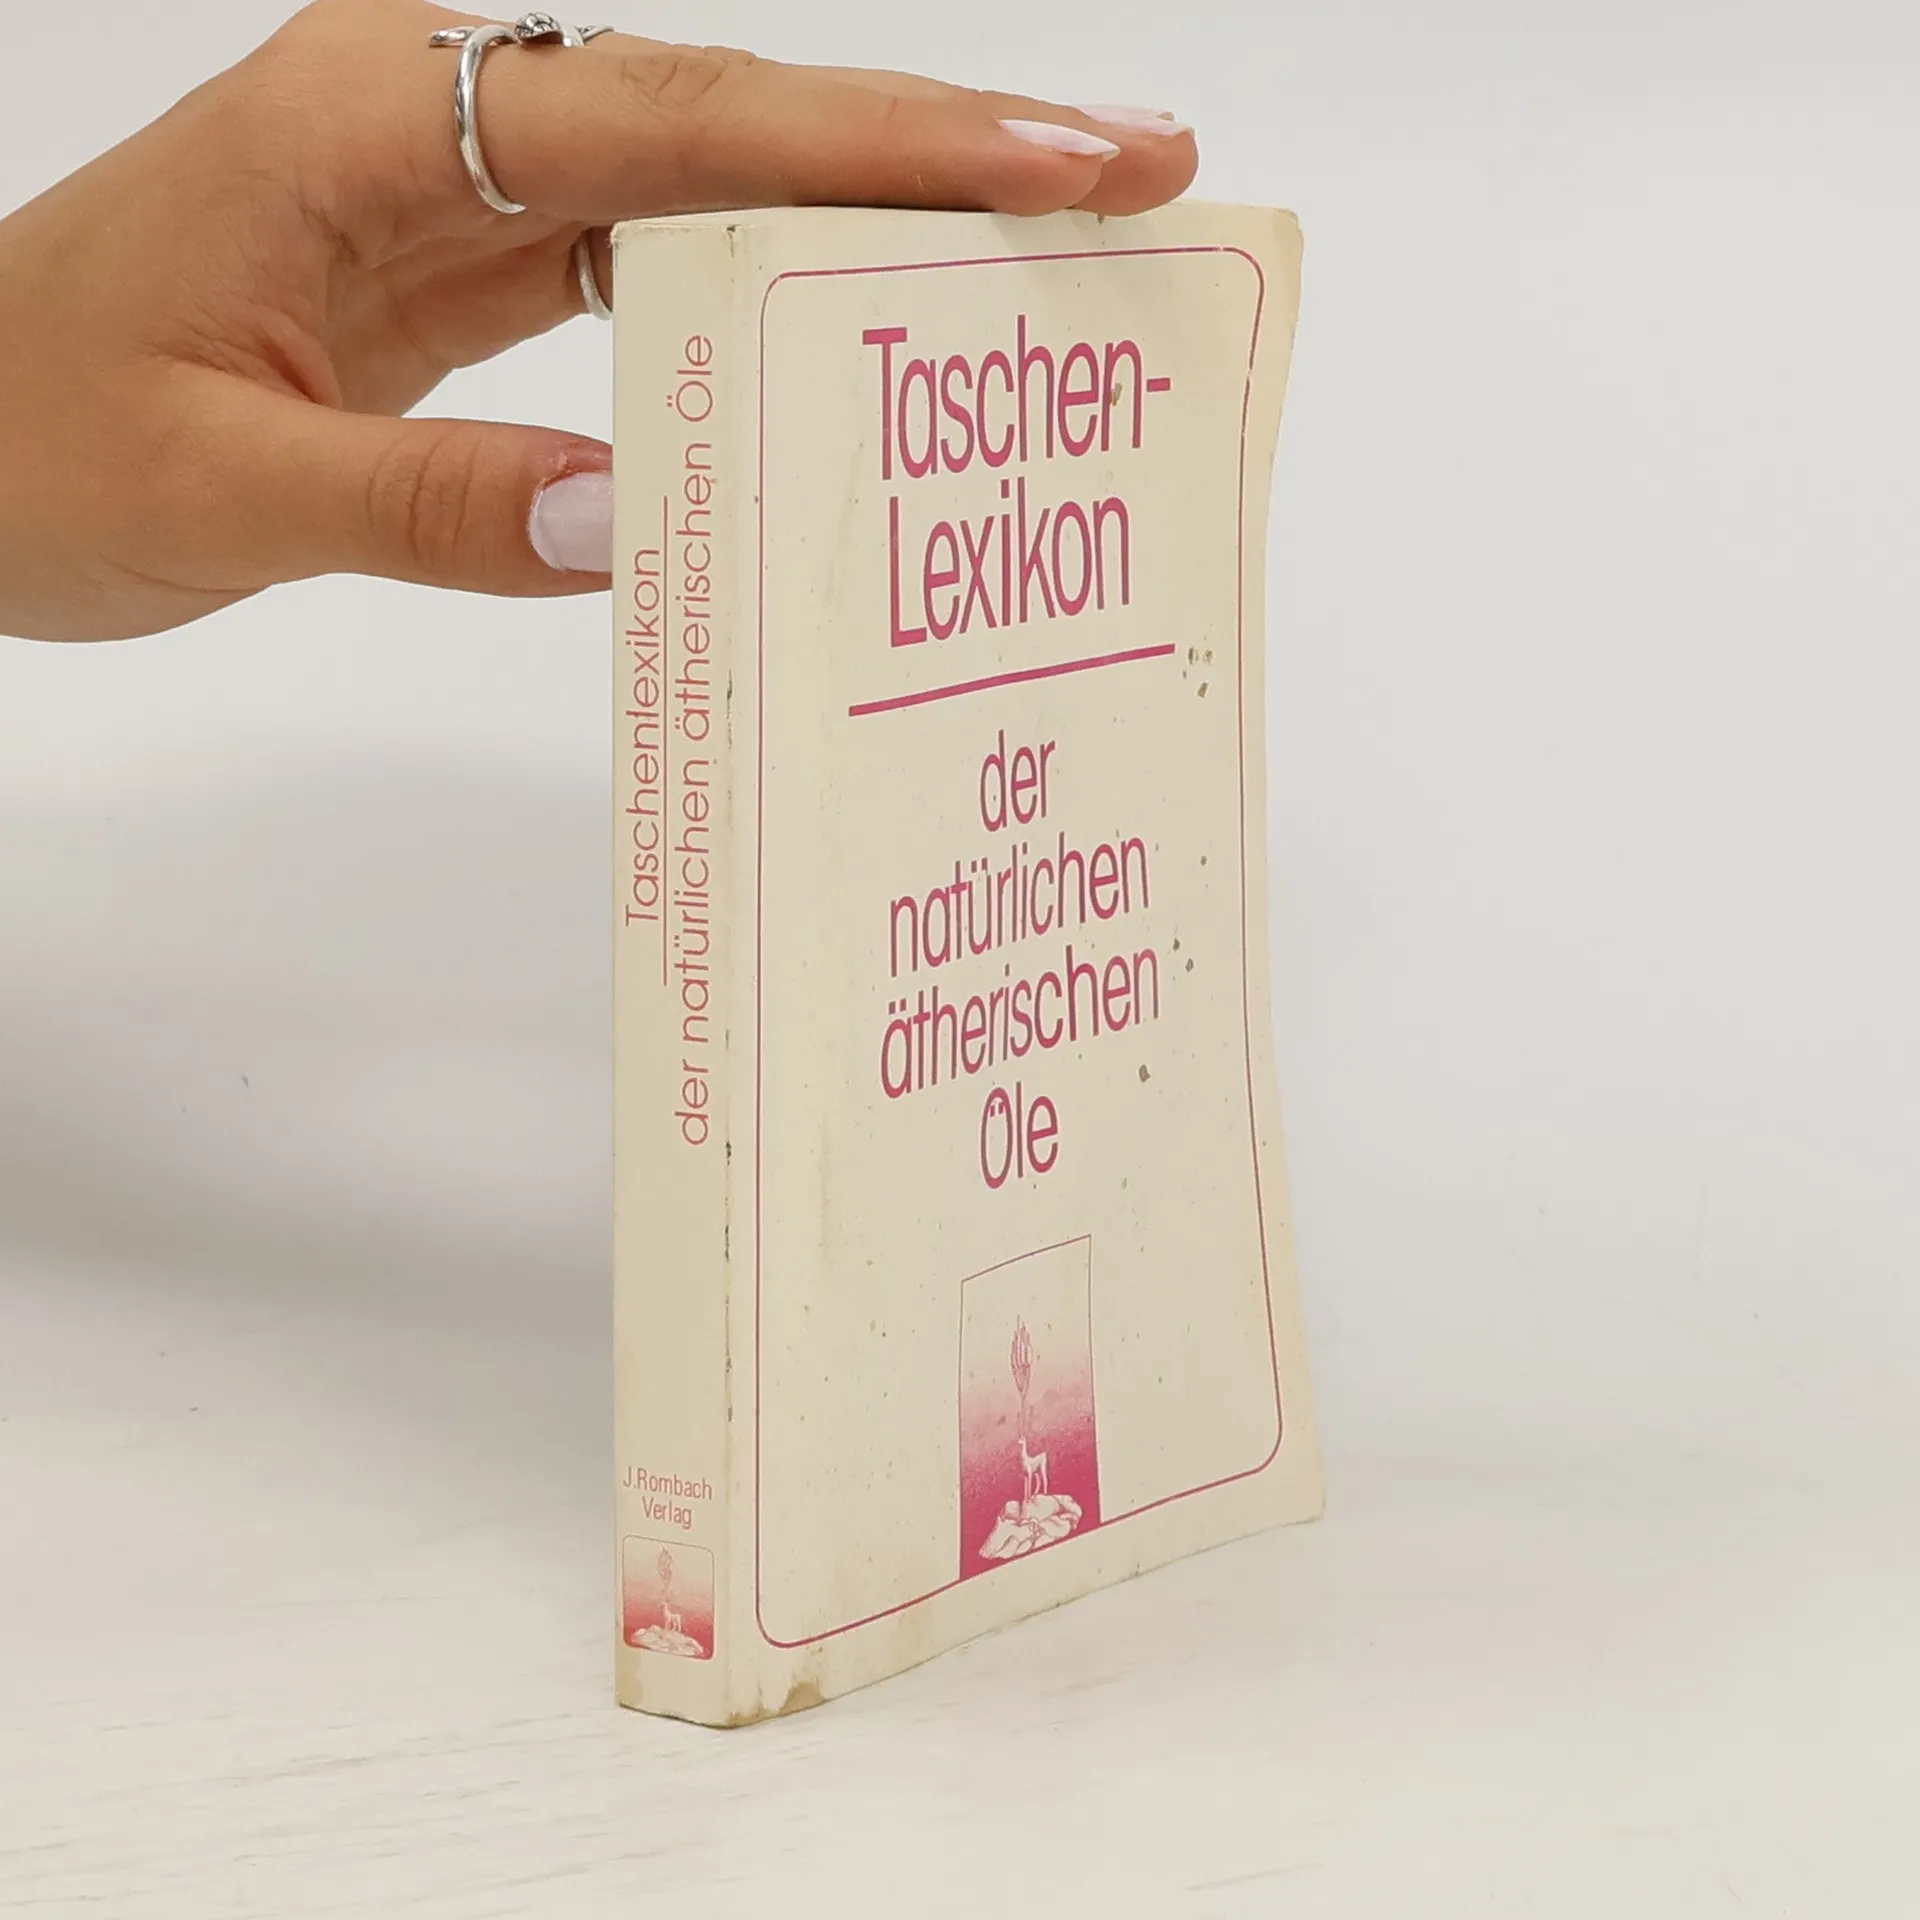 Taschen-
Lexikon
der
natürlichen
ätherischen
Öle
Taschenlexikon
der natürlichen ätherischen Öle
J.Rombach
Verlag